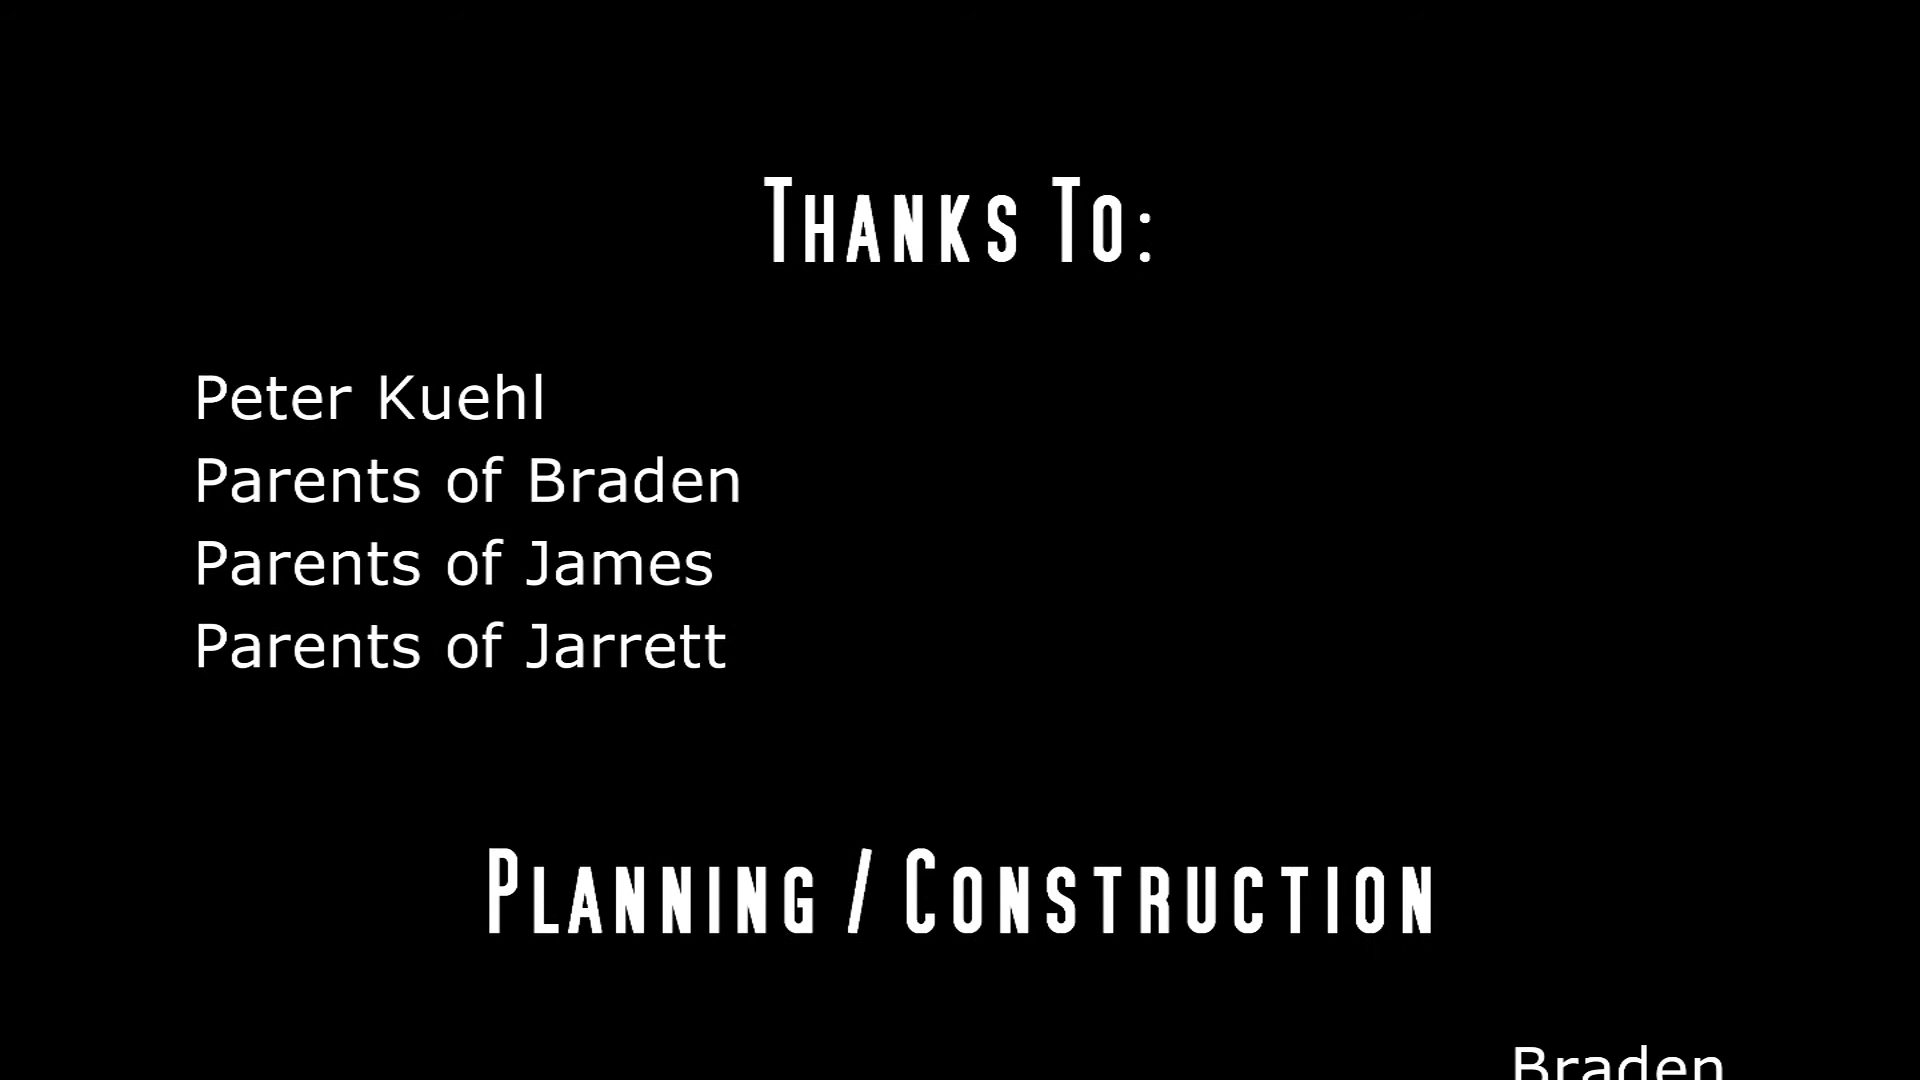 Thanks To:
Peter Kuehl
Parents of Braden
Parents of James
Parents of Jarrett
Planning / Construction
Braden